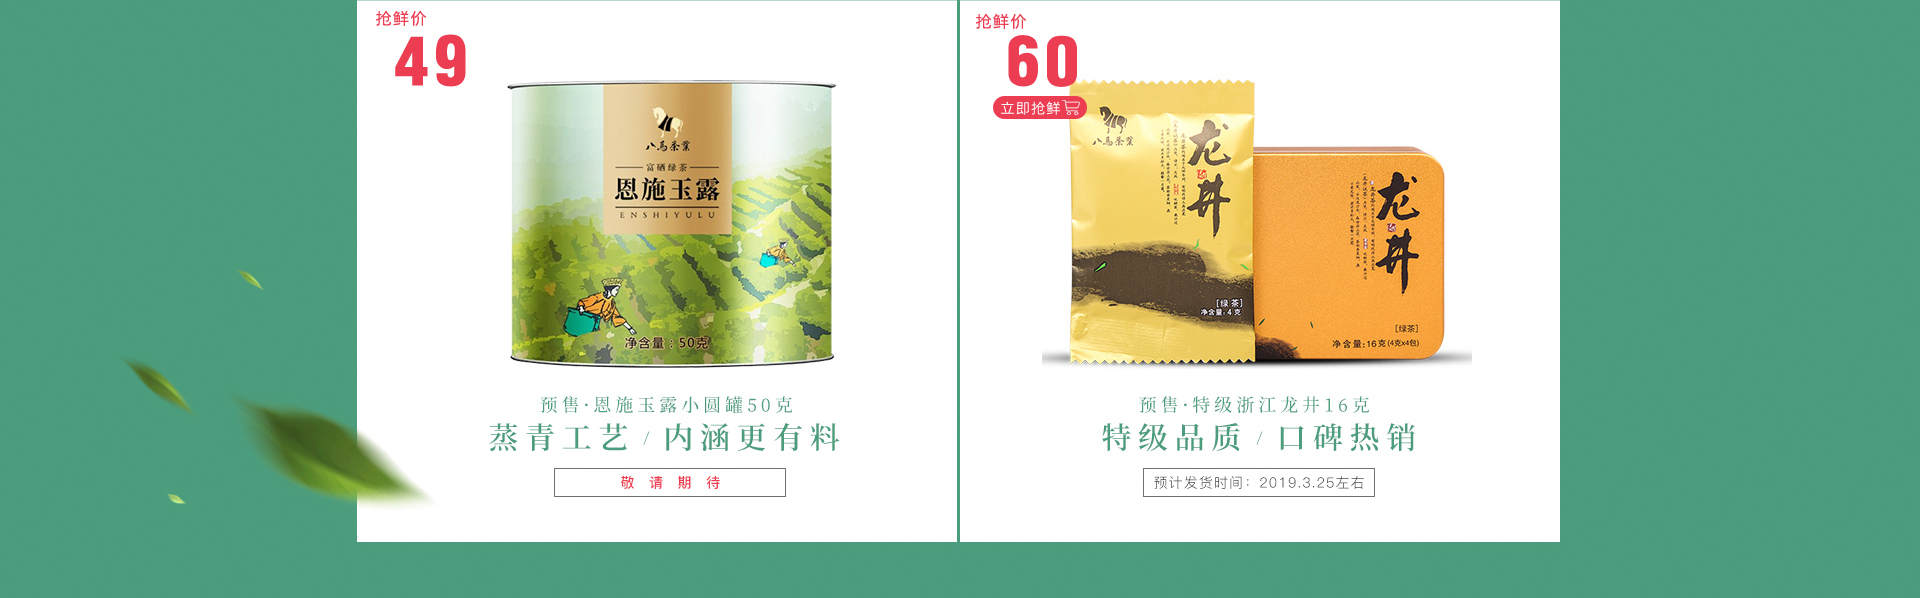 抢鲜价
49
八馬茶業
富硒绿茶
恩施玉露
ENSHIYULU
净含量：50克
预售·恩施玉露小圆罐50克
蒸青工艺 / 内涵更有料
敬请期待
抢鲜价
60
立即抢鲜
八馬茶業
龙井
[绿茶]
净含量:4克
龙井
[绿茶]
净含量:16克(4克x4包)
预售·特级浙江龙井16克
特级品质 / 口碑热销
预计发货时间：2019.3.25左右